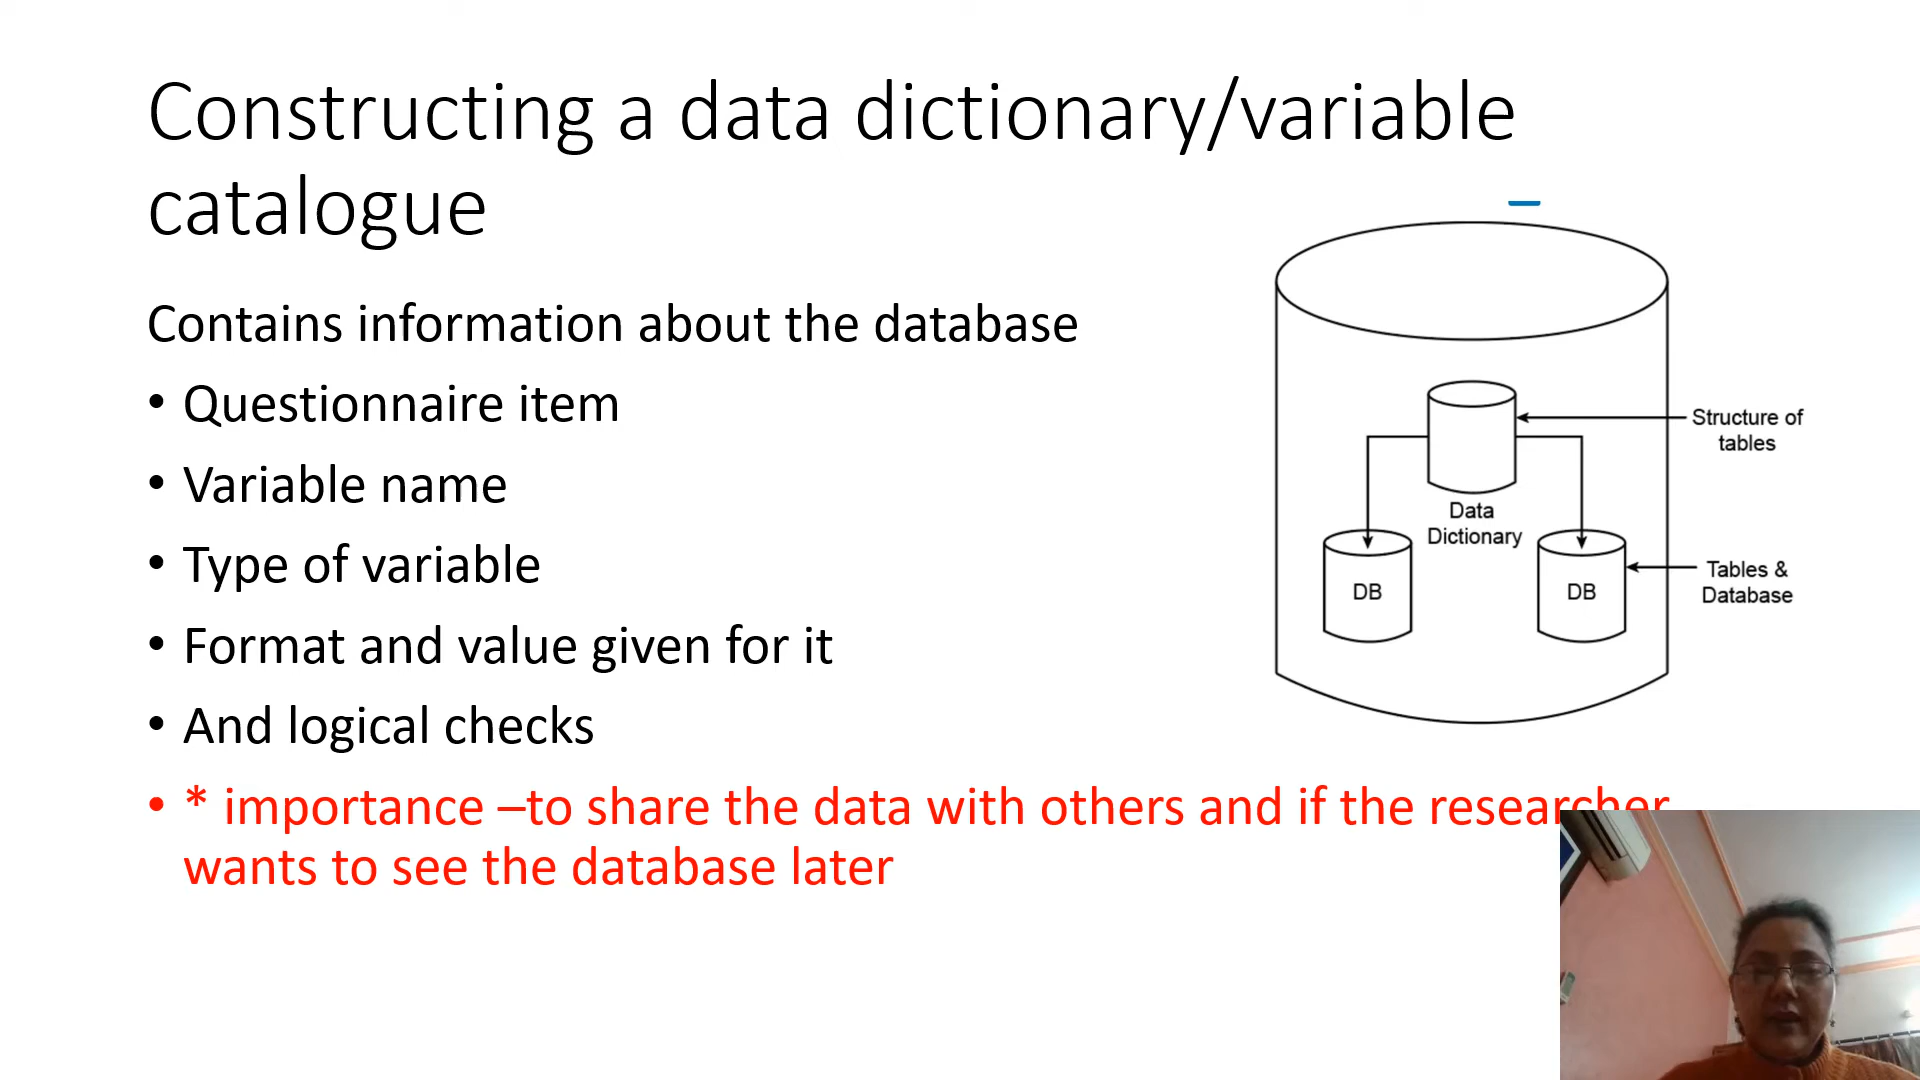 Constructing a data dictionary/variable
catalogue
Contains information about the database
• Questionnaire item
• Variable name
• Type of variable
• Format and value given for it
• And logical checks
• * importance –to share the data with others and if the researcher
wants to see the database later
Structure of
tables
Data
Dictionary
DB
DB
Tables &
Database